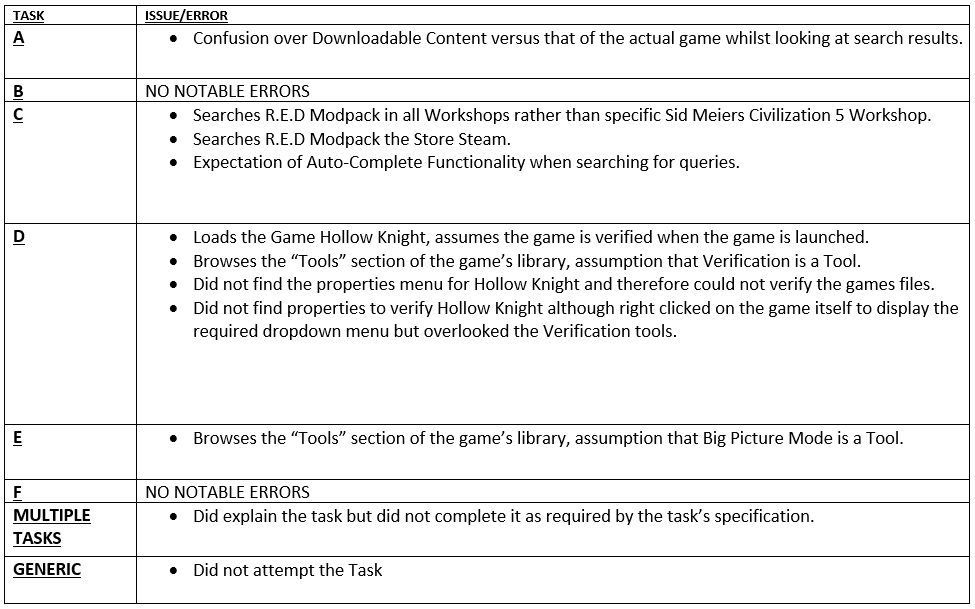 TASK ISSUE/ERROR
A • Confusion over Downloadable Content versus that of the actual game whilst looking at search results.
B NO NOTABLE ERRORS
C • Searches R.E.D Modpack in all Workshops rather than specific Sid Meiers Civilization 5 Workshop.
• Searches R.E.D Modpack the Store Steam.
• Expectation of Auto-Complete Functionality when searching for queries.
D • Loads the Game Hollow Knight, assumes the game is verified when the game is launched.
• Browses the “Tools” section of the game’s library, assumption that Verification is a Tool.
• Did not find the properties menu for Hollow Knight and therefore could not verify the games files.
• Did not find properties to verify Hollow Knight although right clicked on the game itself to display the
required dropdown menu but overlooked the Verification tools.
E • Browses the “Tools” section of the game’s library, assumption that Big Picture Mode is a Tool.
F NO NOTABLE ERRORS
MULTIPLE • Did explain the task but did not complete it as required by the task’s specification.
TASKS
GENERIC • Did not attempt the Task